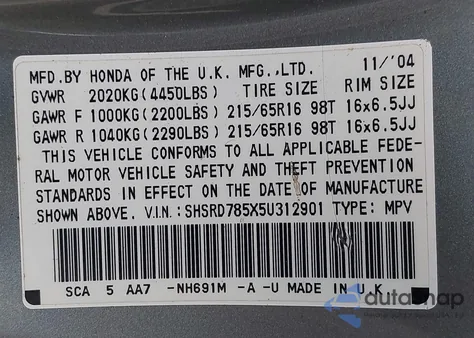 MFD.BY HONDA OF THE U.K. MFG.,LTD. 11/'04
GVWR 2020KG(4450LBS) TIRE SIZE RIM SIZE
GAWR F 1000KG(2200LBS) 215/65R16 98T 16x6.5JJ
GAWR R 1040KG(2290LBS) 215/65R16 98T 16x6.5JJ
THIS VEHICLE CONFORMS TO ALL APPLICABLE FEDE-
RAL MOTOR VEHICLE SAFETY AND THEFT PREVENTION
STANDARDS IN EFFECT ON THE DATE OF MANUFACTURE
SHOWN ABOVE. V.I.N.: SHSRD785X5U312901 TYPE: MPV
SCA 5 AA7 -NH691M -A -U MADE IN U.K.